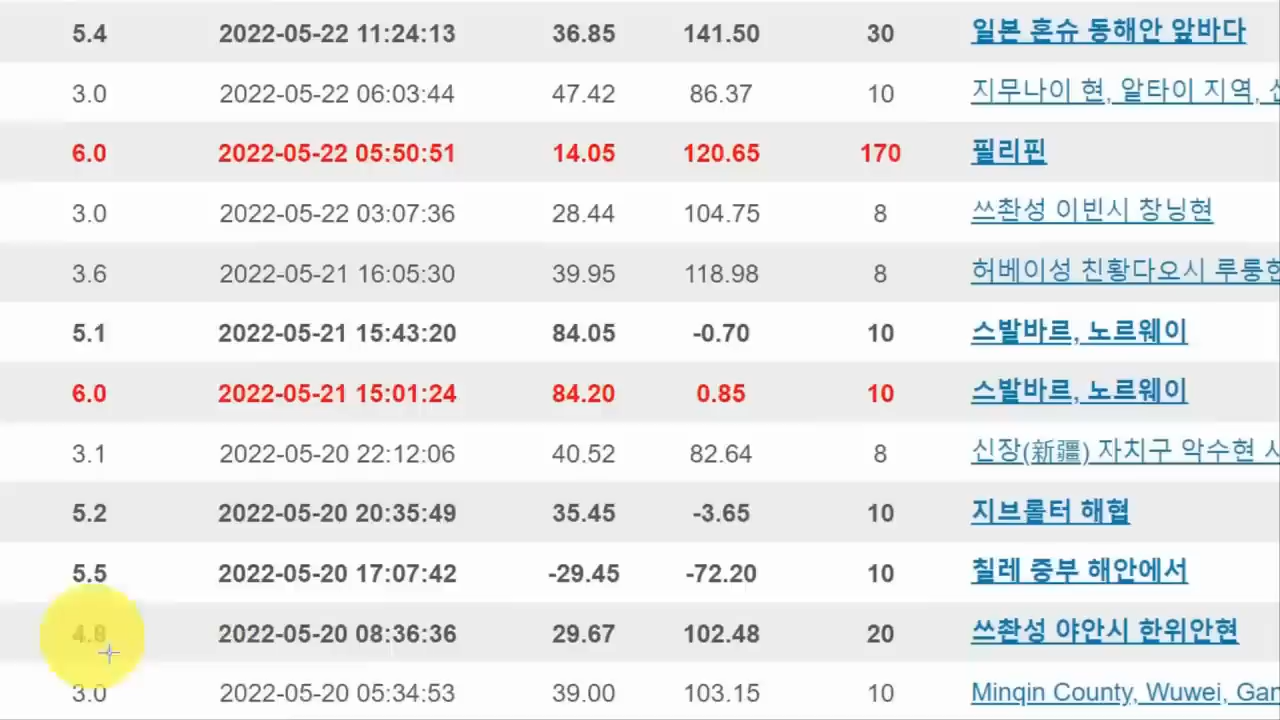 5.4 2022-05-22 11:24:13 36.85 141.50 30 일본 혼슈 동해안 앞바다
3.0 2022-05-22 06:03:44 47.42 86.37 10 지무나이 현, 알타이 지역,
6.0 2022-05-22 05:50:51 14.05 120.65 170 필리핀
3.0 2022-05-22 03:07:36 28.44 104.75 8 쓰촨성 이빈시 창닝현
3.6 2022-05-21 16:05:30 39.95 118.98 8 허베이성 친황다오시 루룽현
5.1 2022-05-21 15:43:20 84.05 -0.70 10 스발바르, 노르웨이
6.0 2022-05-21 15:01:24 84.20 0.85 10 스발바르, 노르웨이
3.1 2022-05-20 22:12:06 40.52 82.64 8 신장(新疆) 자치구 악수현
5.2 2022-05-20 20:35:49 35.45 -3.65 10 지브롤터 해협
5.5 2022-05-20 17:07:42 -29.45 -72.20 10 칠레 중부 해안에서
4.8 2022-05-20 08:36:36 29.67 102.48 20 쓰촨성 야안시 한위안현
3.0 2022-05-20 05:34:53 39.00 103.15 10 Minqin County, Wuwei,